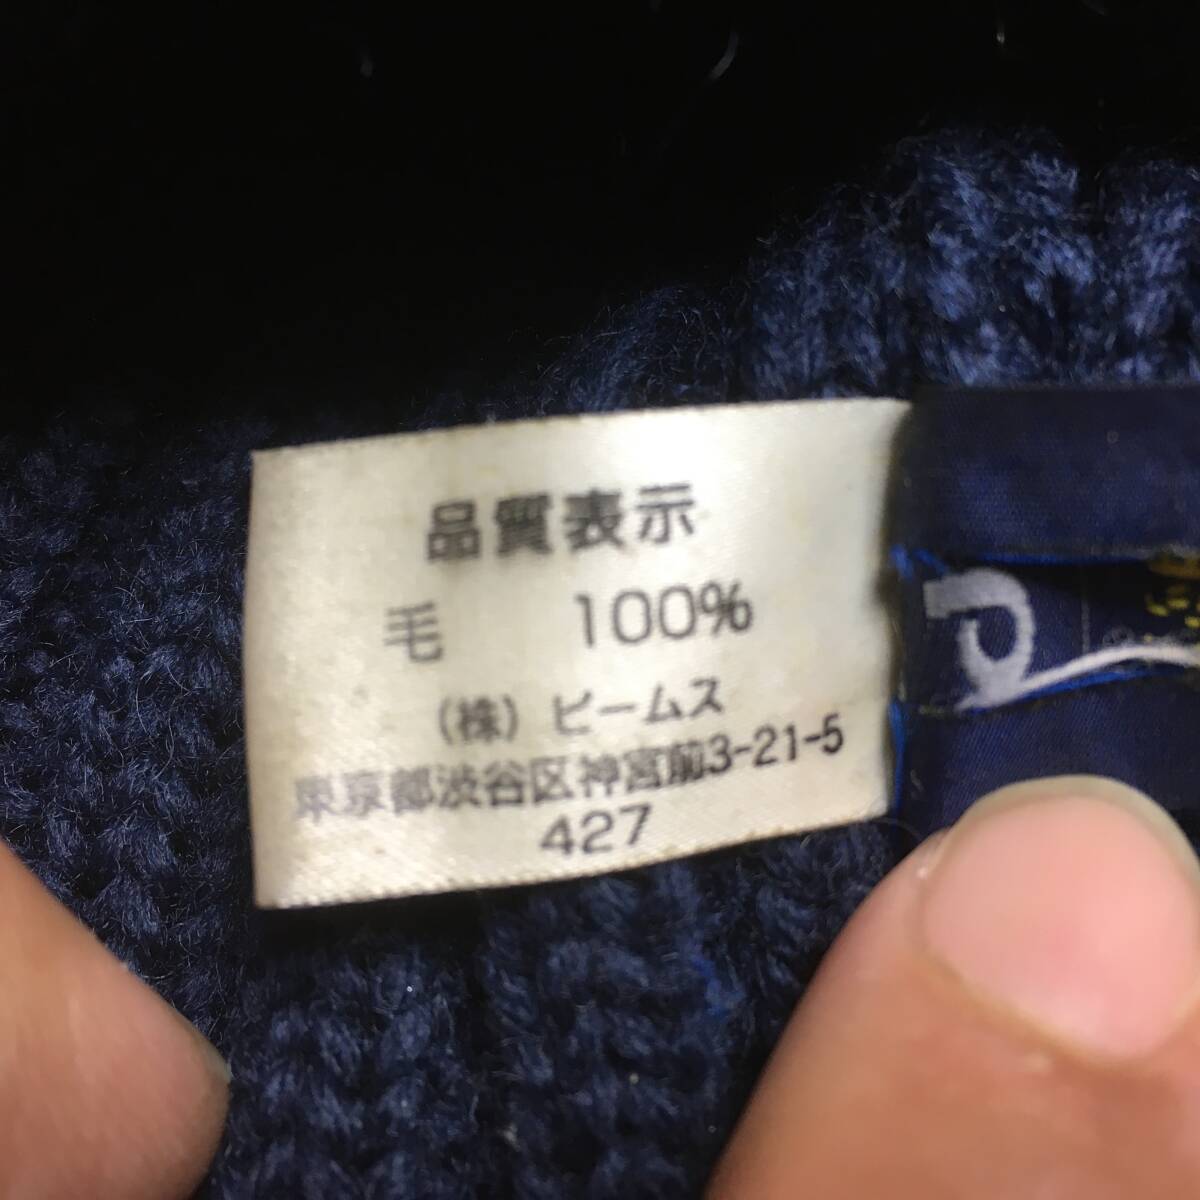 品質表示
毛 100%
(株) ビームス
東京都渋谷区神宮前3-21-5
427